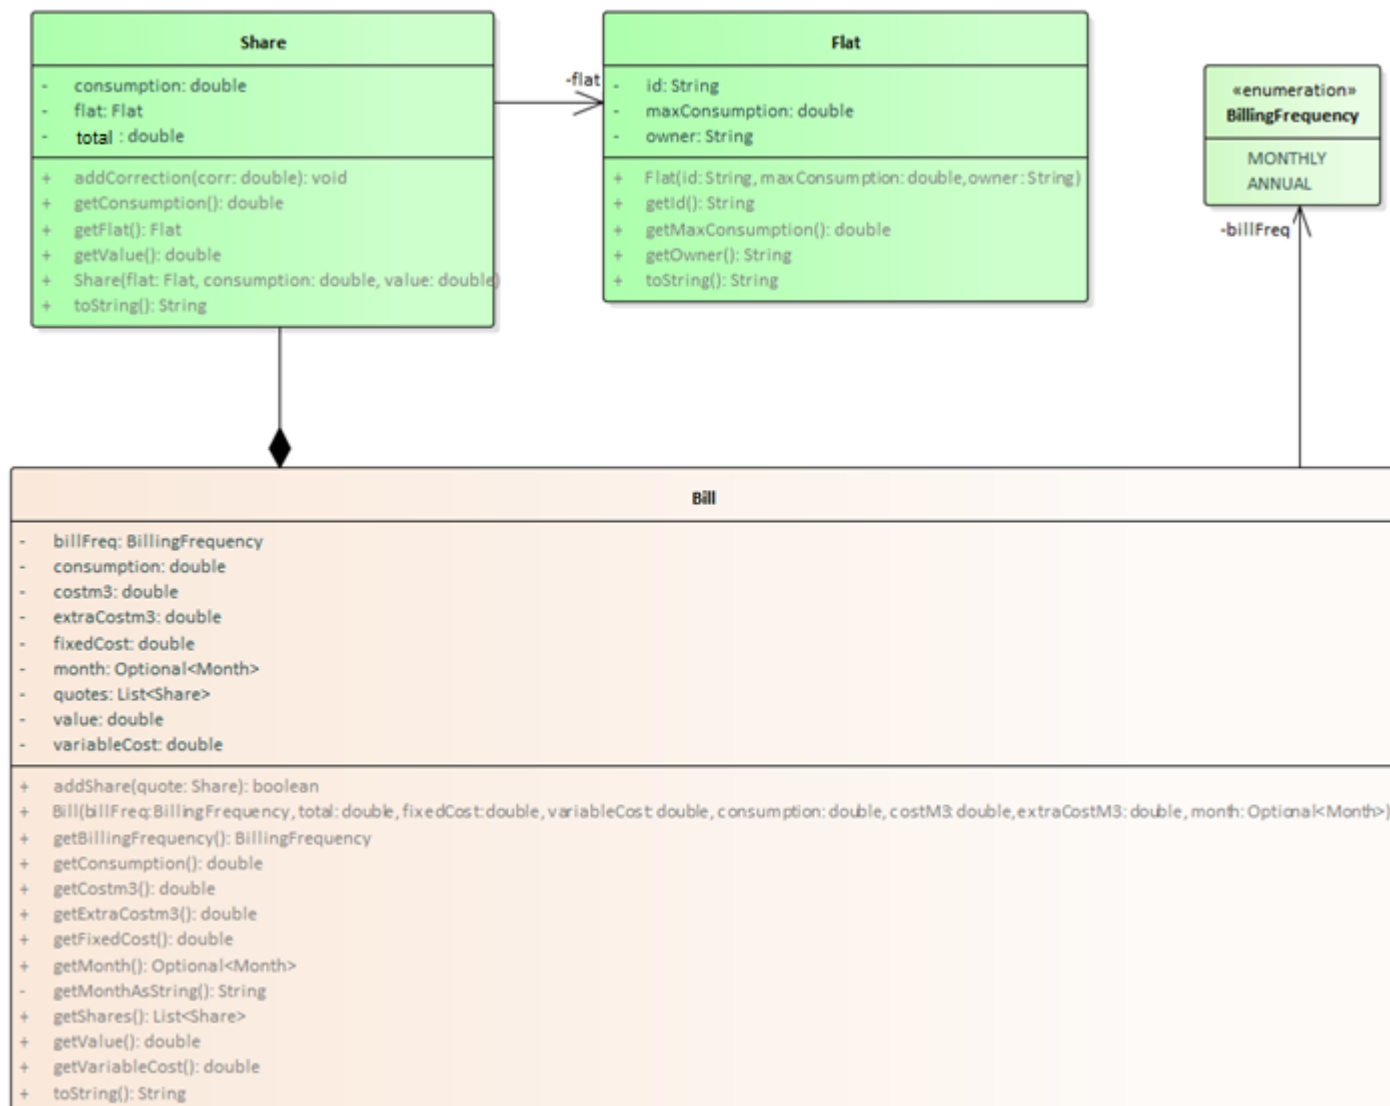 Share
- consumption: double
- flat: Flat
- total : double
+ addCorrection(corr: double): void
+ getConsumption(): double
+ getFlat(): Flat
+ getValue(): double
+ Share(flat: Flat, consumption: double, value: double)
+ toString(): String
-flat
Flat
- id: String
- maxConsumption: double
- owner: String
+ Flat(id: String, maxConsumption: double,owner: String)
+ getId(): String
+ getMaxConsumption(): double
+ getOwner(): String
+ toString(): String
«enumeration»
BillingFrequency
MONTHLY
ANNUAL
-billFreq
Bill
- billFreq: BillingFrequency
- consumption: double
- costm3: double
- extraCostm3: double
- fixedCost: double
- month: Optional<Month>
- quotes: List<Share>
- value: double
- variableCost: double
+ addShare(quote: Share): boolean
+ Bill(billFreq:BillingFrequency, total: double, fixedCost:double, variableCost: double, consumption: double, costM3: double,extraCostM3: double, month: Optional<Month>)
+ getBillingFrequency(): BillingFrequency
+ getConsumption(): double
+ getCostm3(): double
+ getExtraCostm3(): double
+ getFixedCost(): double
+ getMonth(): Optional<Month>
- getMonthAsString(): String
+ getShares(): List<Share>
+ getValue(): double
+ getVariableCost(): double
+ toString(): String